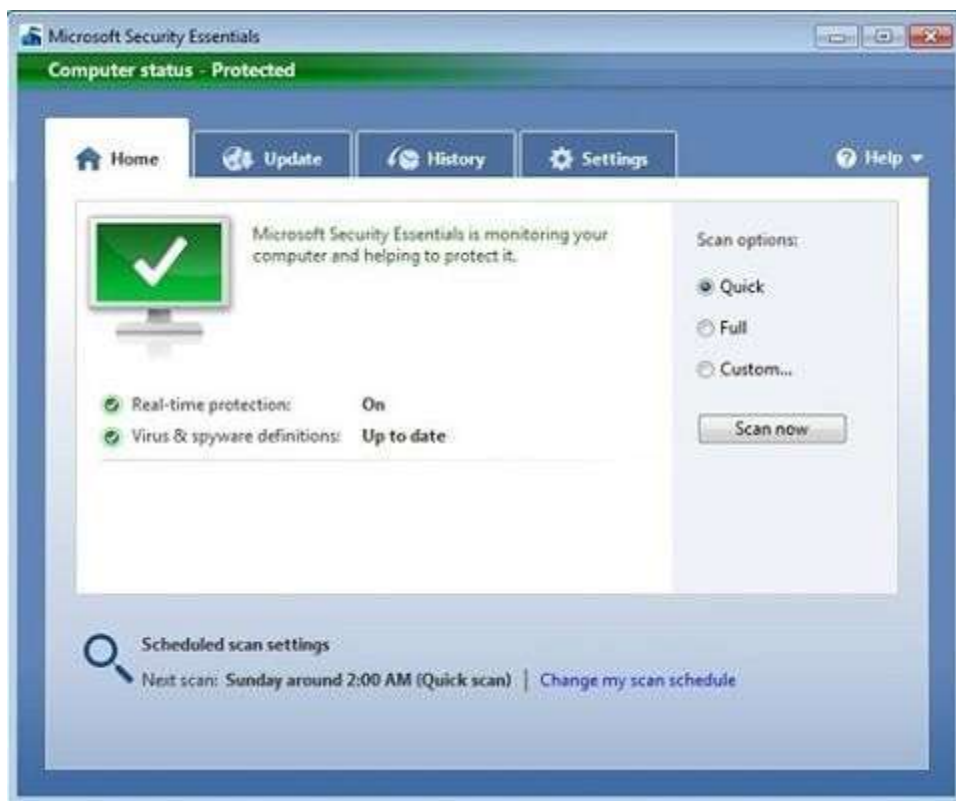 Microsoft Security Essentials
Computer status - Protected
Home
Update
History
Settings
Help
Microsoft Security Essentials is monitoring your
computer and helping to protect it.
Real-time protection: On
Virus & spyware definitions: Up to date
Scan options:
Quick
Full
Custom...
Scan now
Scheduled scan settings
Next scan: Sunday around 2:00 AM (Quick scan) | Change my scan schedule